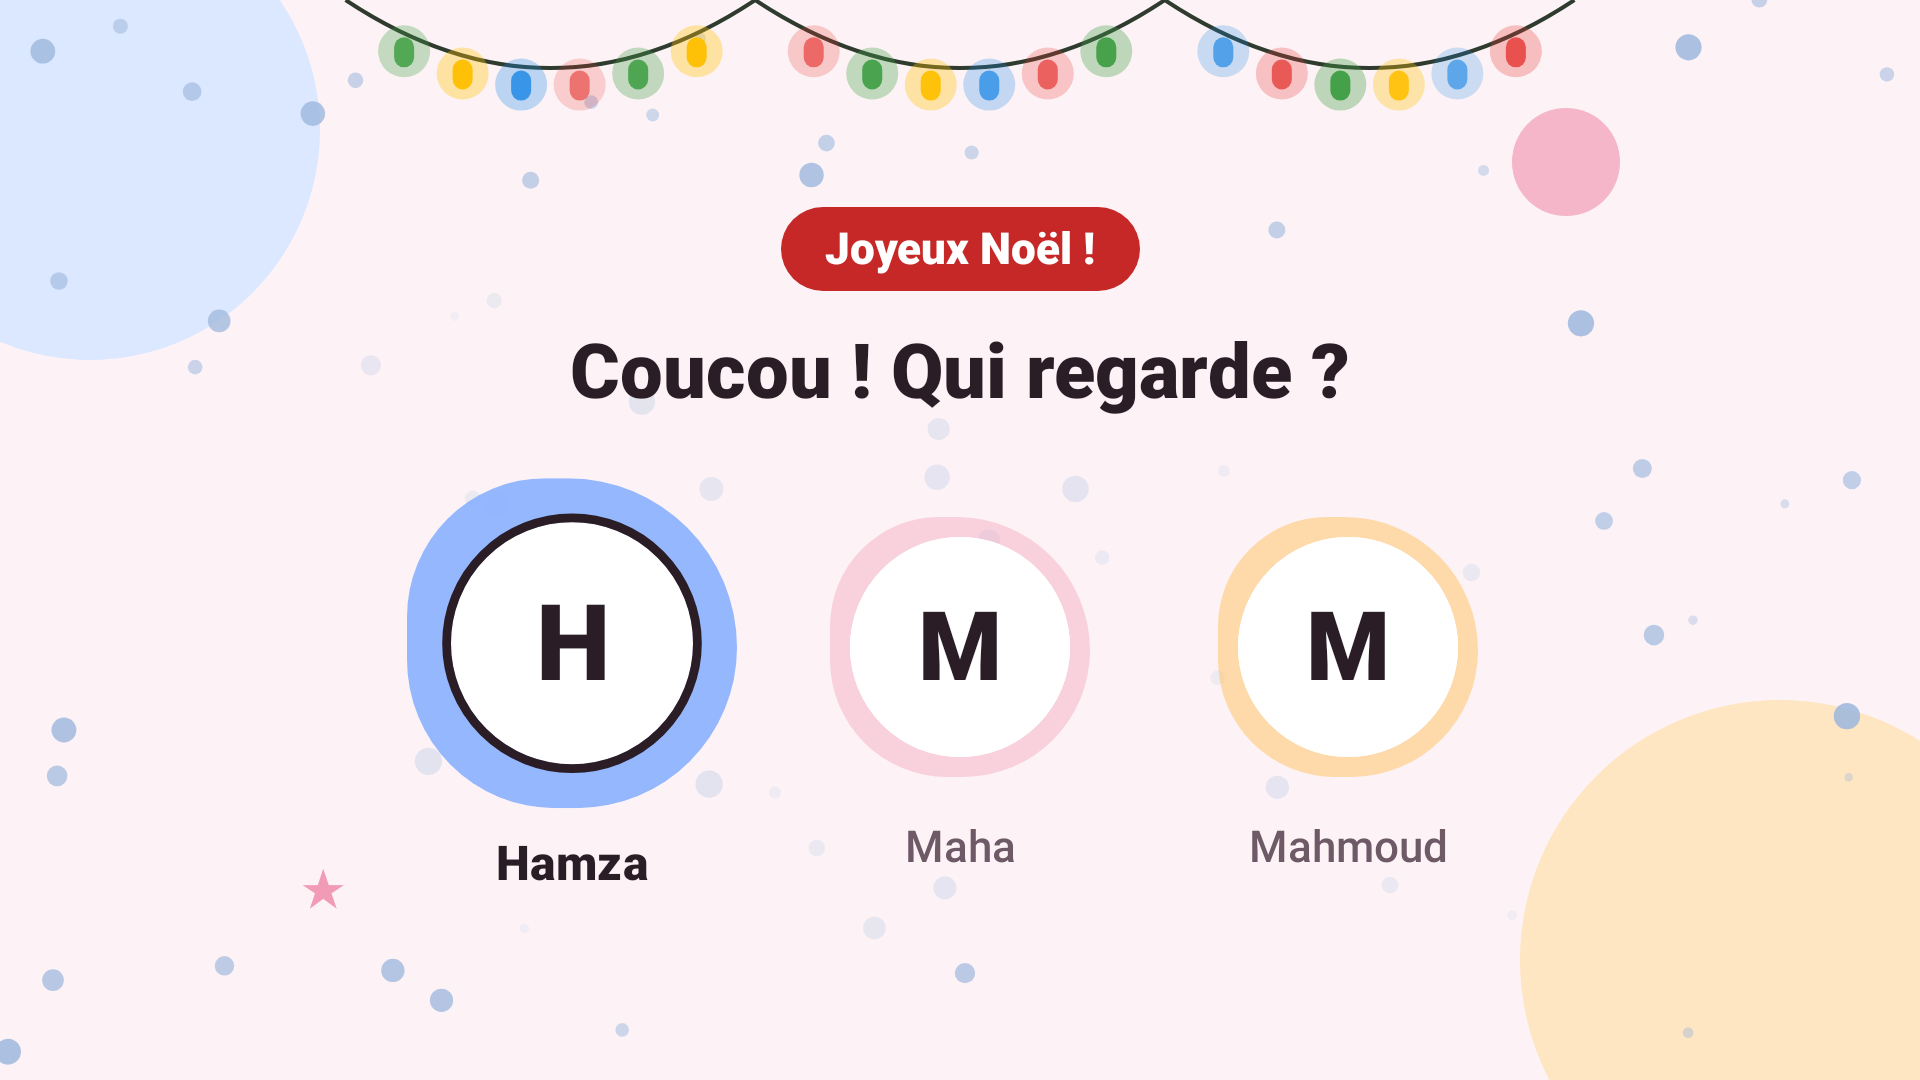 Joyeux Noël !
Coucou ! Qui regarde ?
H
M
M
Hamza
Maha
Mahmoud